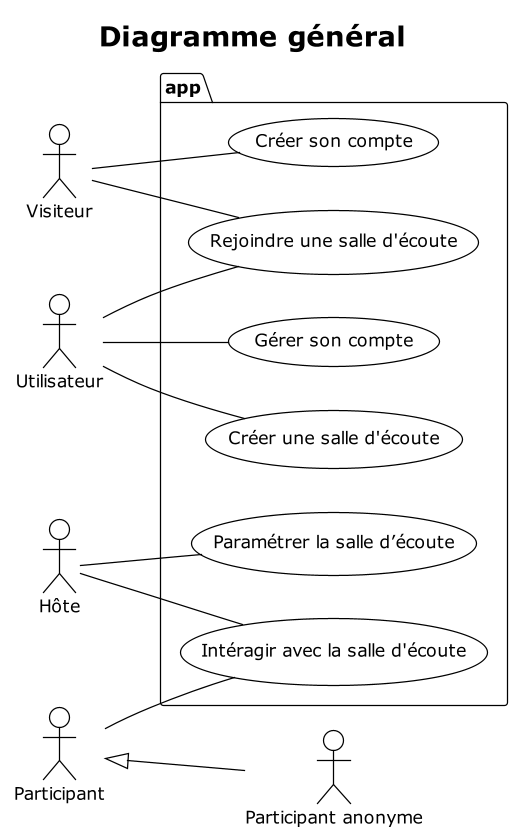 Diagramme général
app
Créer son compte
Visiteur
Rejoindre une salle d'écoute
Gérer son compte
Utilisateur
Créer une salle d'écoute
Paramétrer la salle d’écoute
Hôte
Intéragir avec la salle d'écoute
Participant
Participant anonyme